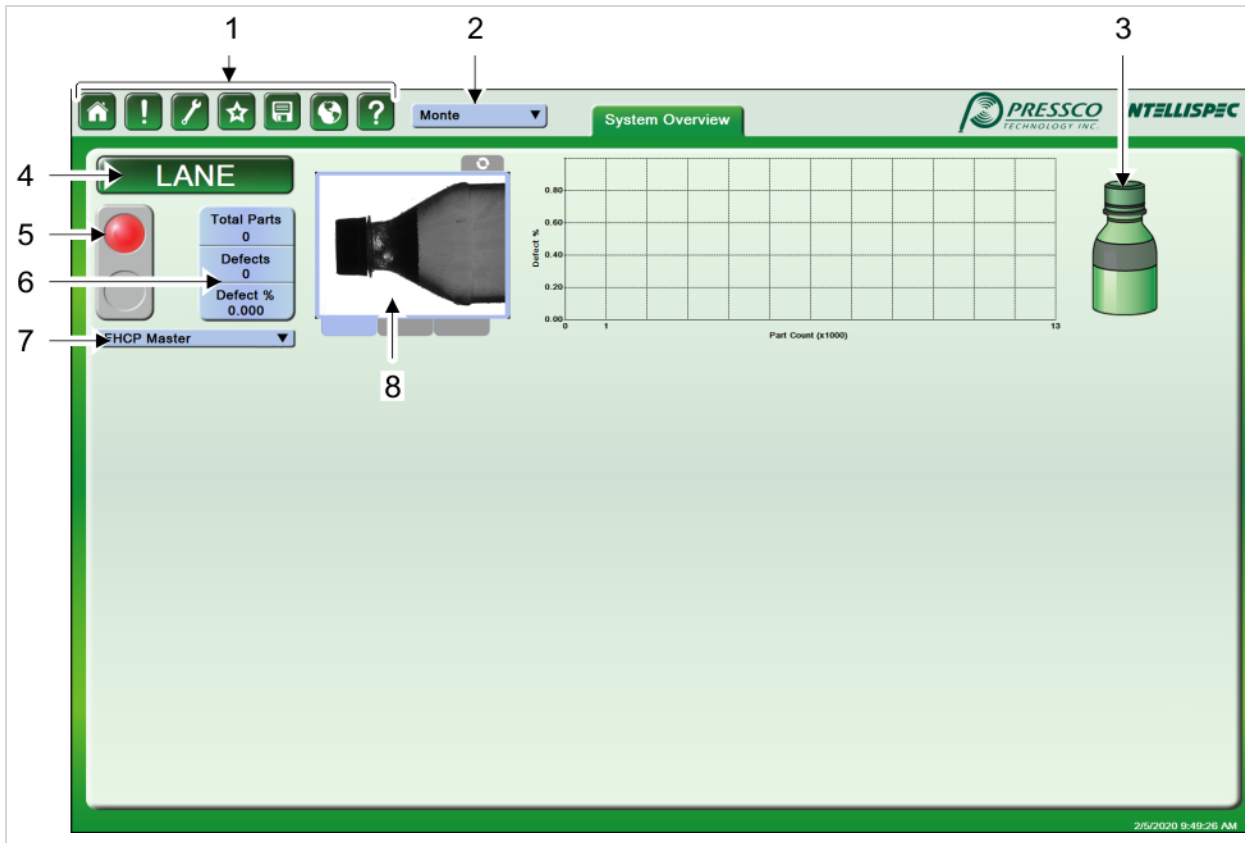 1
2
3
Monte
System Overview
PRESSCO
TECHNOLOGY INC.
NTELLISPEC
4
LANE
5
Total Parts
0
Defects
0
6
Defect %
0.000
7
HCP Master
8
Defect %
0.80
0.60
0.40
0.20
0.00
0
1
13
Part Count (x1000)
2/5/2020 9:49:26 AM